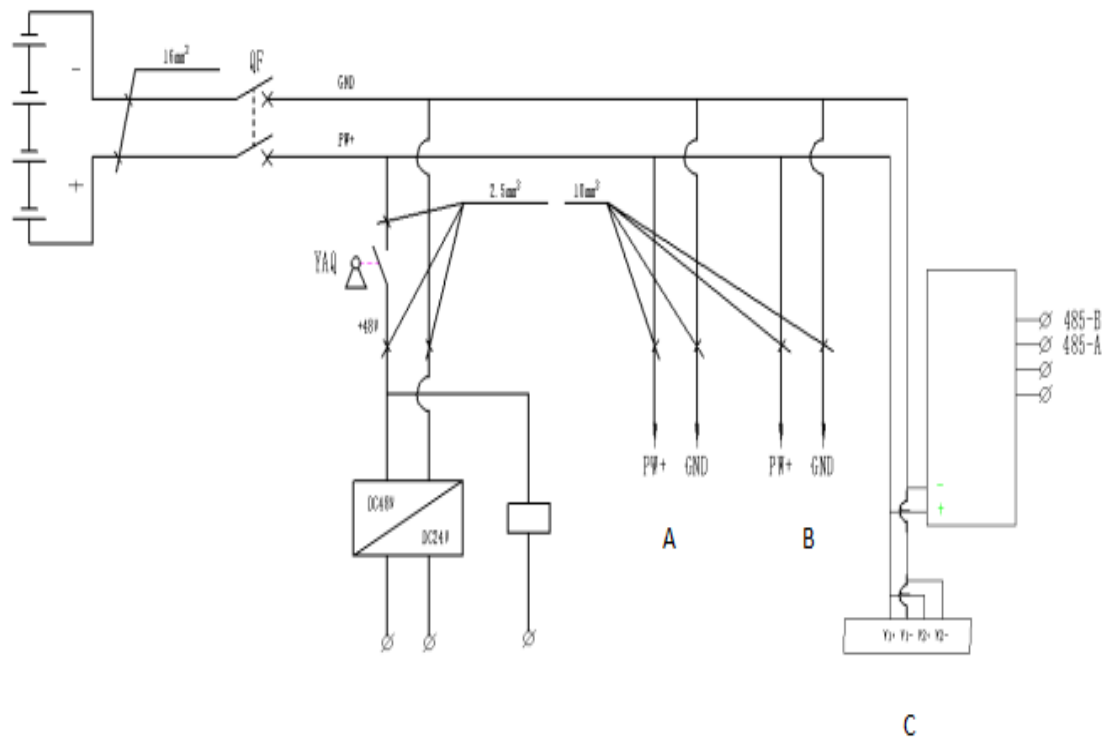 16mm²
QF
-
GND
PW+
+
2.5mm² 10mm²
YAQ
+48V
485-B
485-A
PW+ GND PW+ GND
-
+
DC48V
DC24V
A B
V1+ V1- V2+ V2-
C